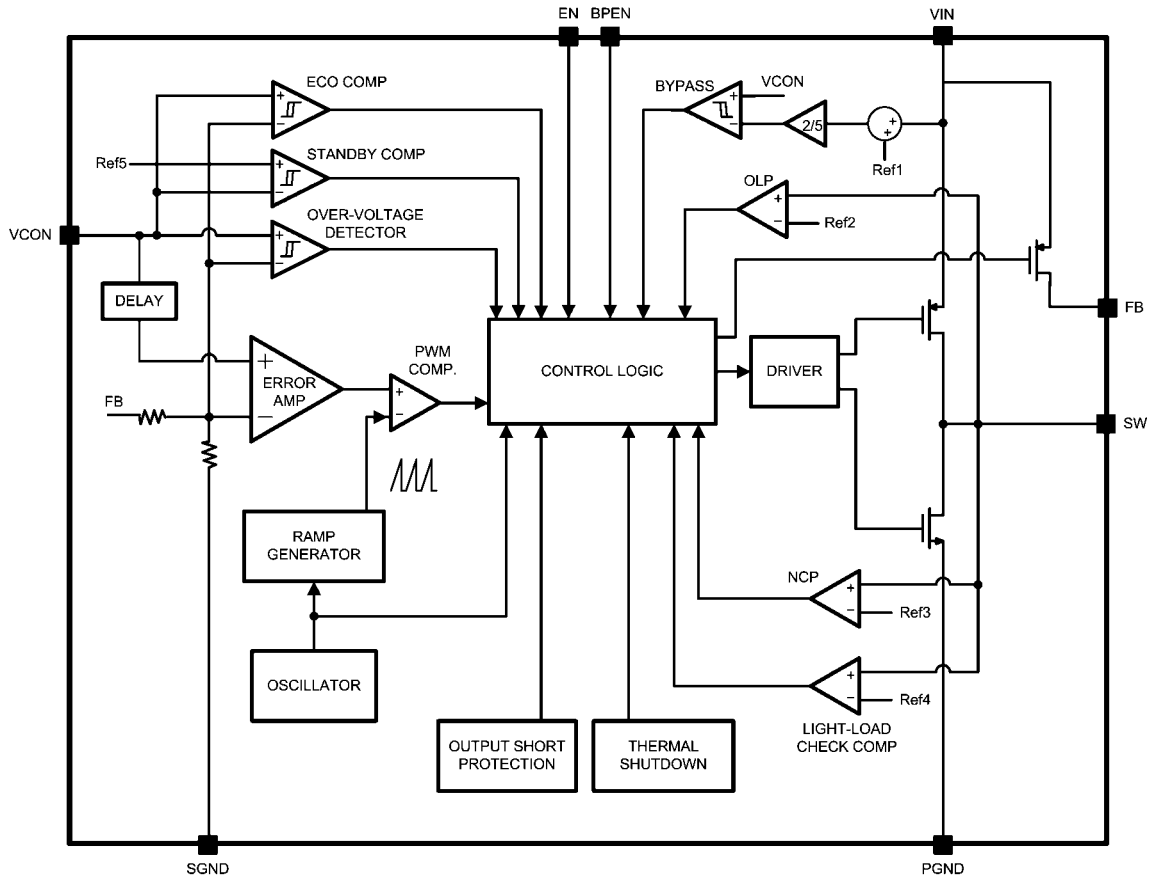 EN
BPEN
VIN
ECO COMP
+
−
BYPASS
+
−
VCON
2/5
+
+
Ref1
Ref5
STANDBY COMP
+
−
OLP
+
−
Ref2
VCON
OVER-VOLTAGE
DETECTOR
+
−
DELAY
FB
ERROR
AMP
+
−
PWM
COMP.
+
−
CONTROL LOGIC
DRIVER
FB
SW
RAMP
GENERATOR
NCP
+
−
Ref3
OSCILLATOR
+
−
Ref4
LIGHT-LOAD
CHECK COMP
OUTPUT SHORT
PROTECTION
THERMAL
SHUTDOWN
SGND
PGND